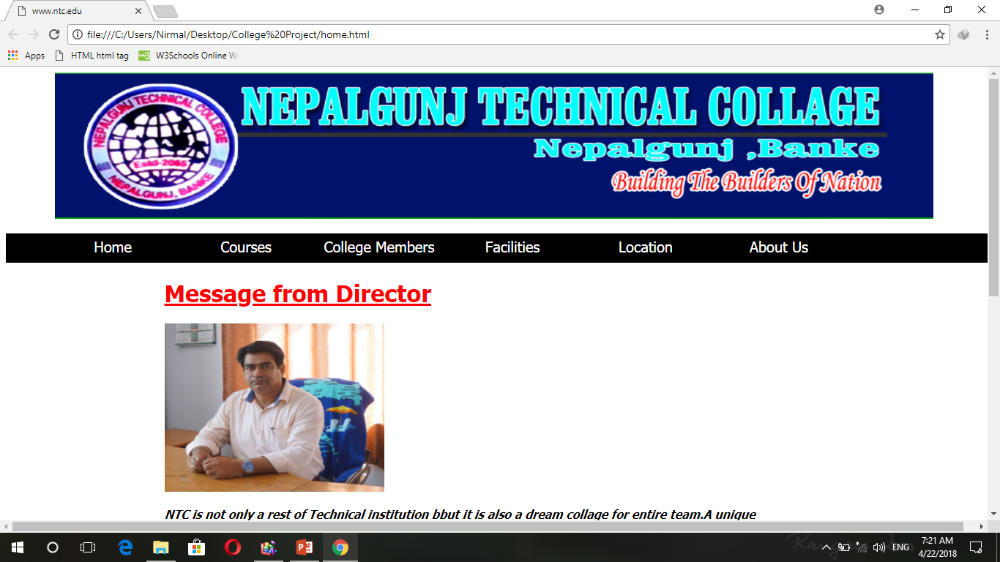 www.ntc.edu
file:///C:/Users/Nirmal/Desktop/College%20Project/home.html
Apps HTML html tag W3Schools Online We
NEPALGUNJ TECHNICAL COLLEGE
Estd-2065
NEPALGUNJ, BANKE
NEPALGUNJ TECHNICAL COLLAGE
Nepalgunj ,Banke
Building The Builders Of Nation
Home Courses College Members Facilities Location About Us
Message from Director
NTC is not only a rest of Technical institution bbut it is also a dream collage for entire team.A unique
ENG
7:21 AM
4/22/2018